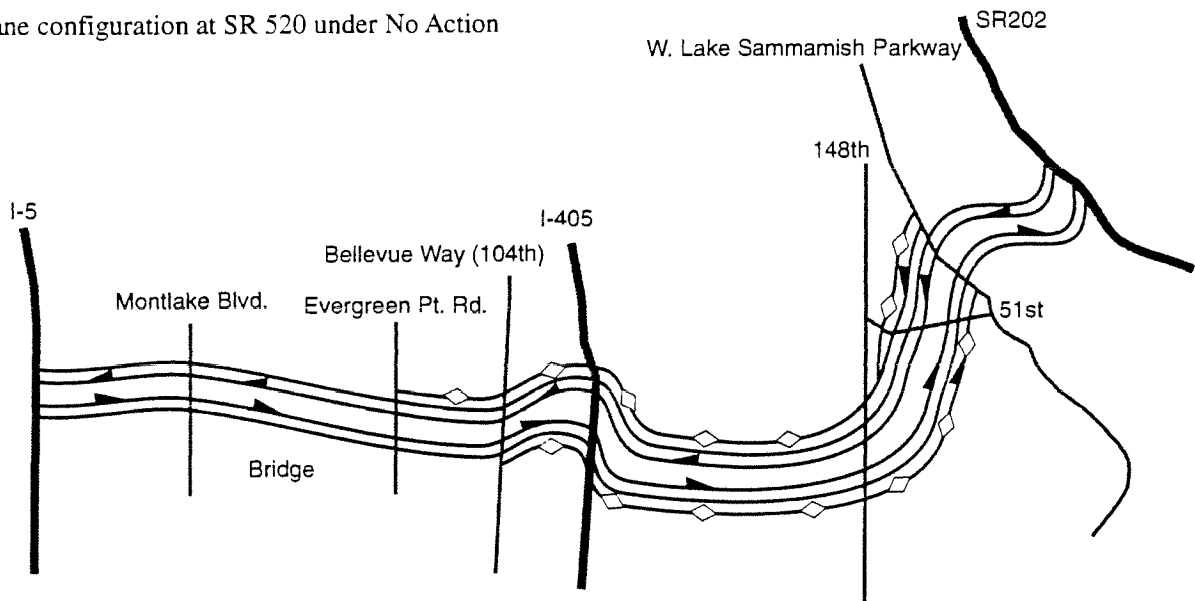 ane configuration at SR 520 under No Action
SR202
W. Lake Sammamish Parkway
148th
I-5
I-405
Bellevue Way (104th)
Montlake Blvd.
Evergreen Pt. Rd.
51st
Bridge